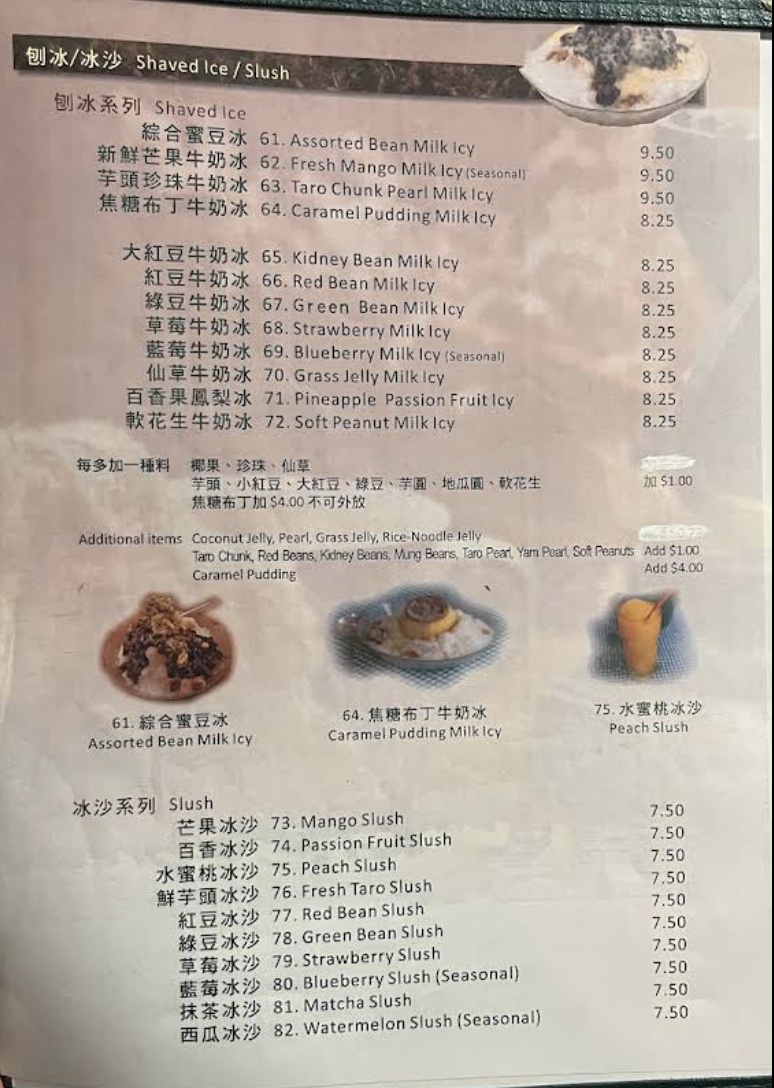 刨冰/冰沙 Shaved Ice / Slush
刨冰系列 Shaved Ice
綜合蜜豆冰 61. Assorted Bean Milk Icy 9.50
新鮮芒果牛奶冰 62. Fresh Mango Milk Icy (Seasonal) 9.50
芋頭珍珠牛奶冰 63. Taro Chunk Pearl Milk Icy 9.50
焦糖布丁牛奶冰 64. Caramel Pudding Milk Icy 8.25
大紅豆牛奶冰 65. Kidney Bean Milk Icy 8.25
紅豆牛奶冰 66. Red Bean Milk Icy 8.25
綠豆牛奶冰 67. Green Bean Milk Icy 8.25
草莓牛奶冰 68. Strawberry Milk Icy 8.25
藍莓牛奶冰 69. Blueberry Milk Icy (Seasonal) 8.25
仙草牛奶冰 70. Grass Jelly Milk Icy 8.25
百香果鳳梨冰 71. Pineapple Passion Fruit Icy 8.25
軟花生牛奶冰 72. Soft Peanut Milk Icy 8.25
每多加一種料 椰果、珍珠、仙草
芋頭、小紅豆、大紅豆、綠豆、芋圓、地瓜圓、軟花生 加 $1.00
焦糖布丁加 $4.00 不可外放
Additional items Coconut Jelly, Pearl, Grass Jelly, Rice-Noodle Jelly
Taro Chunk, Red Beans, Kidney Beans, Mung Beans, Taro Pearl, Yam Pearl, Soft Peanuts Add $1.00
Caramel Pudding Add $4.00
61. 綜合蜜豆冰
Assorted Bean Milk Icy
64. 焦糖布丁牛奶冰
Caramel Pudding Milk Icy
75. 水蜜桃冰沙
Peach Slush
冰沙系列 Slush
芒果冰沙 73. Mango Slush 7.50
百香冰沙 74. Passion Fruit Slush 7.50
水蜜桃冰沙 75. Peach Slush 7.50
鮮芋頭冰沙 76. Fresh Taro Slush 7.50
紅豆冰沙 77. Red Bean Slush 7.50
綠豆冰沙 78. Green Bean Slush 7.50
草莓冰沙 79. Strawberry Slush 7.50
藍莓冰沙 80. Blueberry Slush (Seasonal) 7.50
抹茶冰沙 81. Matcha Slush 7.50
西瓜冰沙 82. Watermelon Slush (Seasonal) 7.50